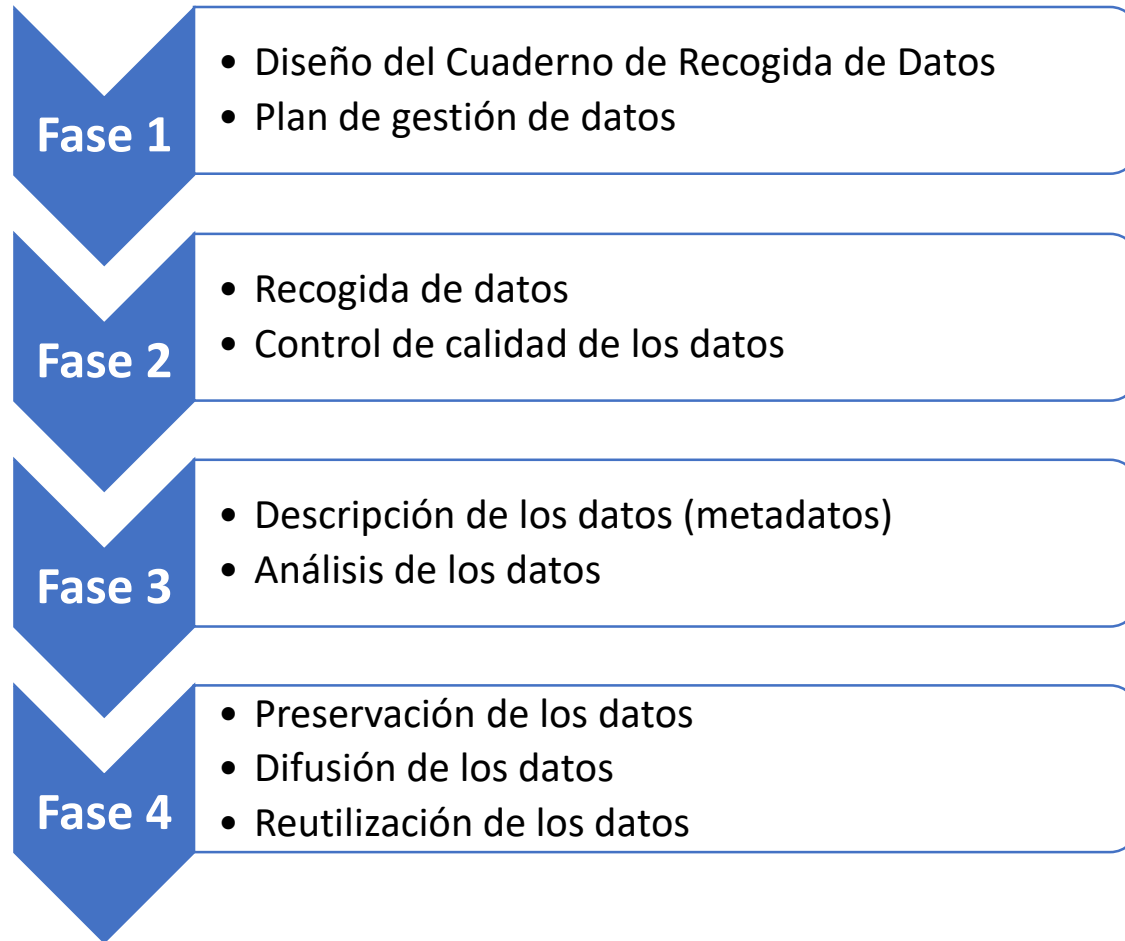 Fase 1
• Diseño del Cuaderno de Recogida de Datos
• Plan de gestión de datos
Fase 2
• Recogida de datos
• Control de calidad de los datos
Fase 3
• Descripción de los datos (metadatos)
• Análisis de los datos
Fase 4
• Preservación de los datos
• Difusión de los datos
• Reutilización de los datos